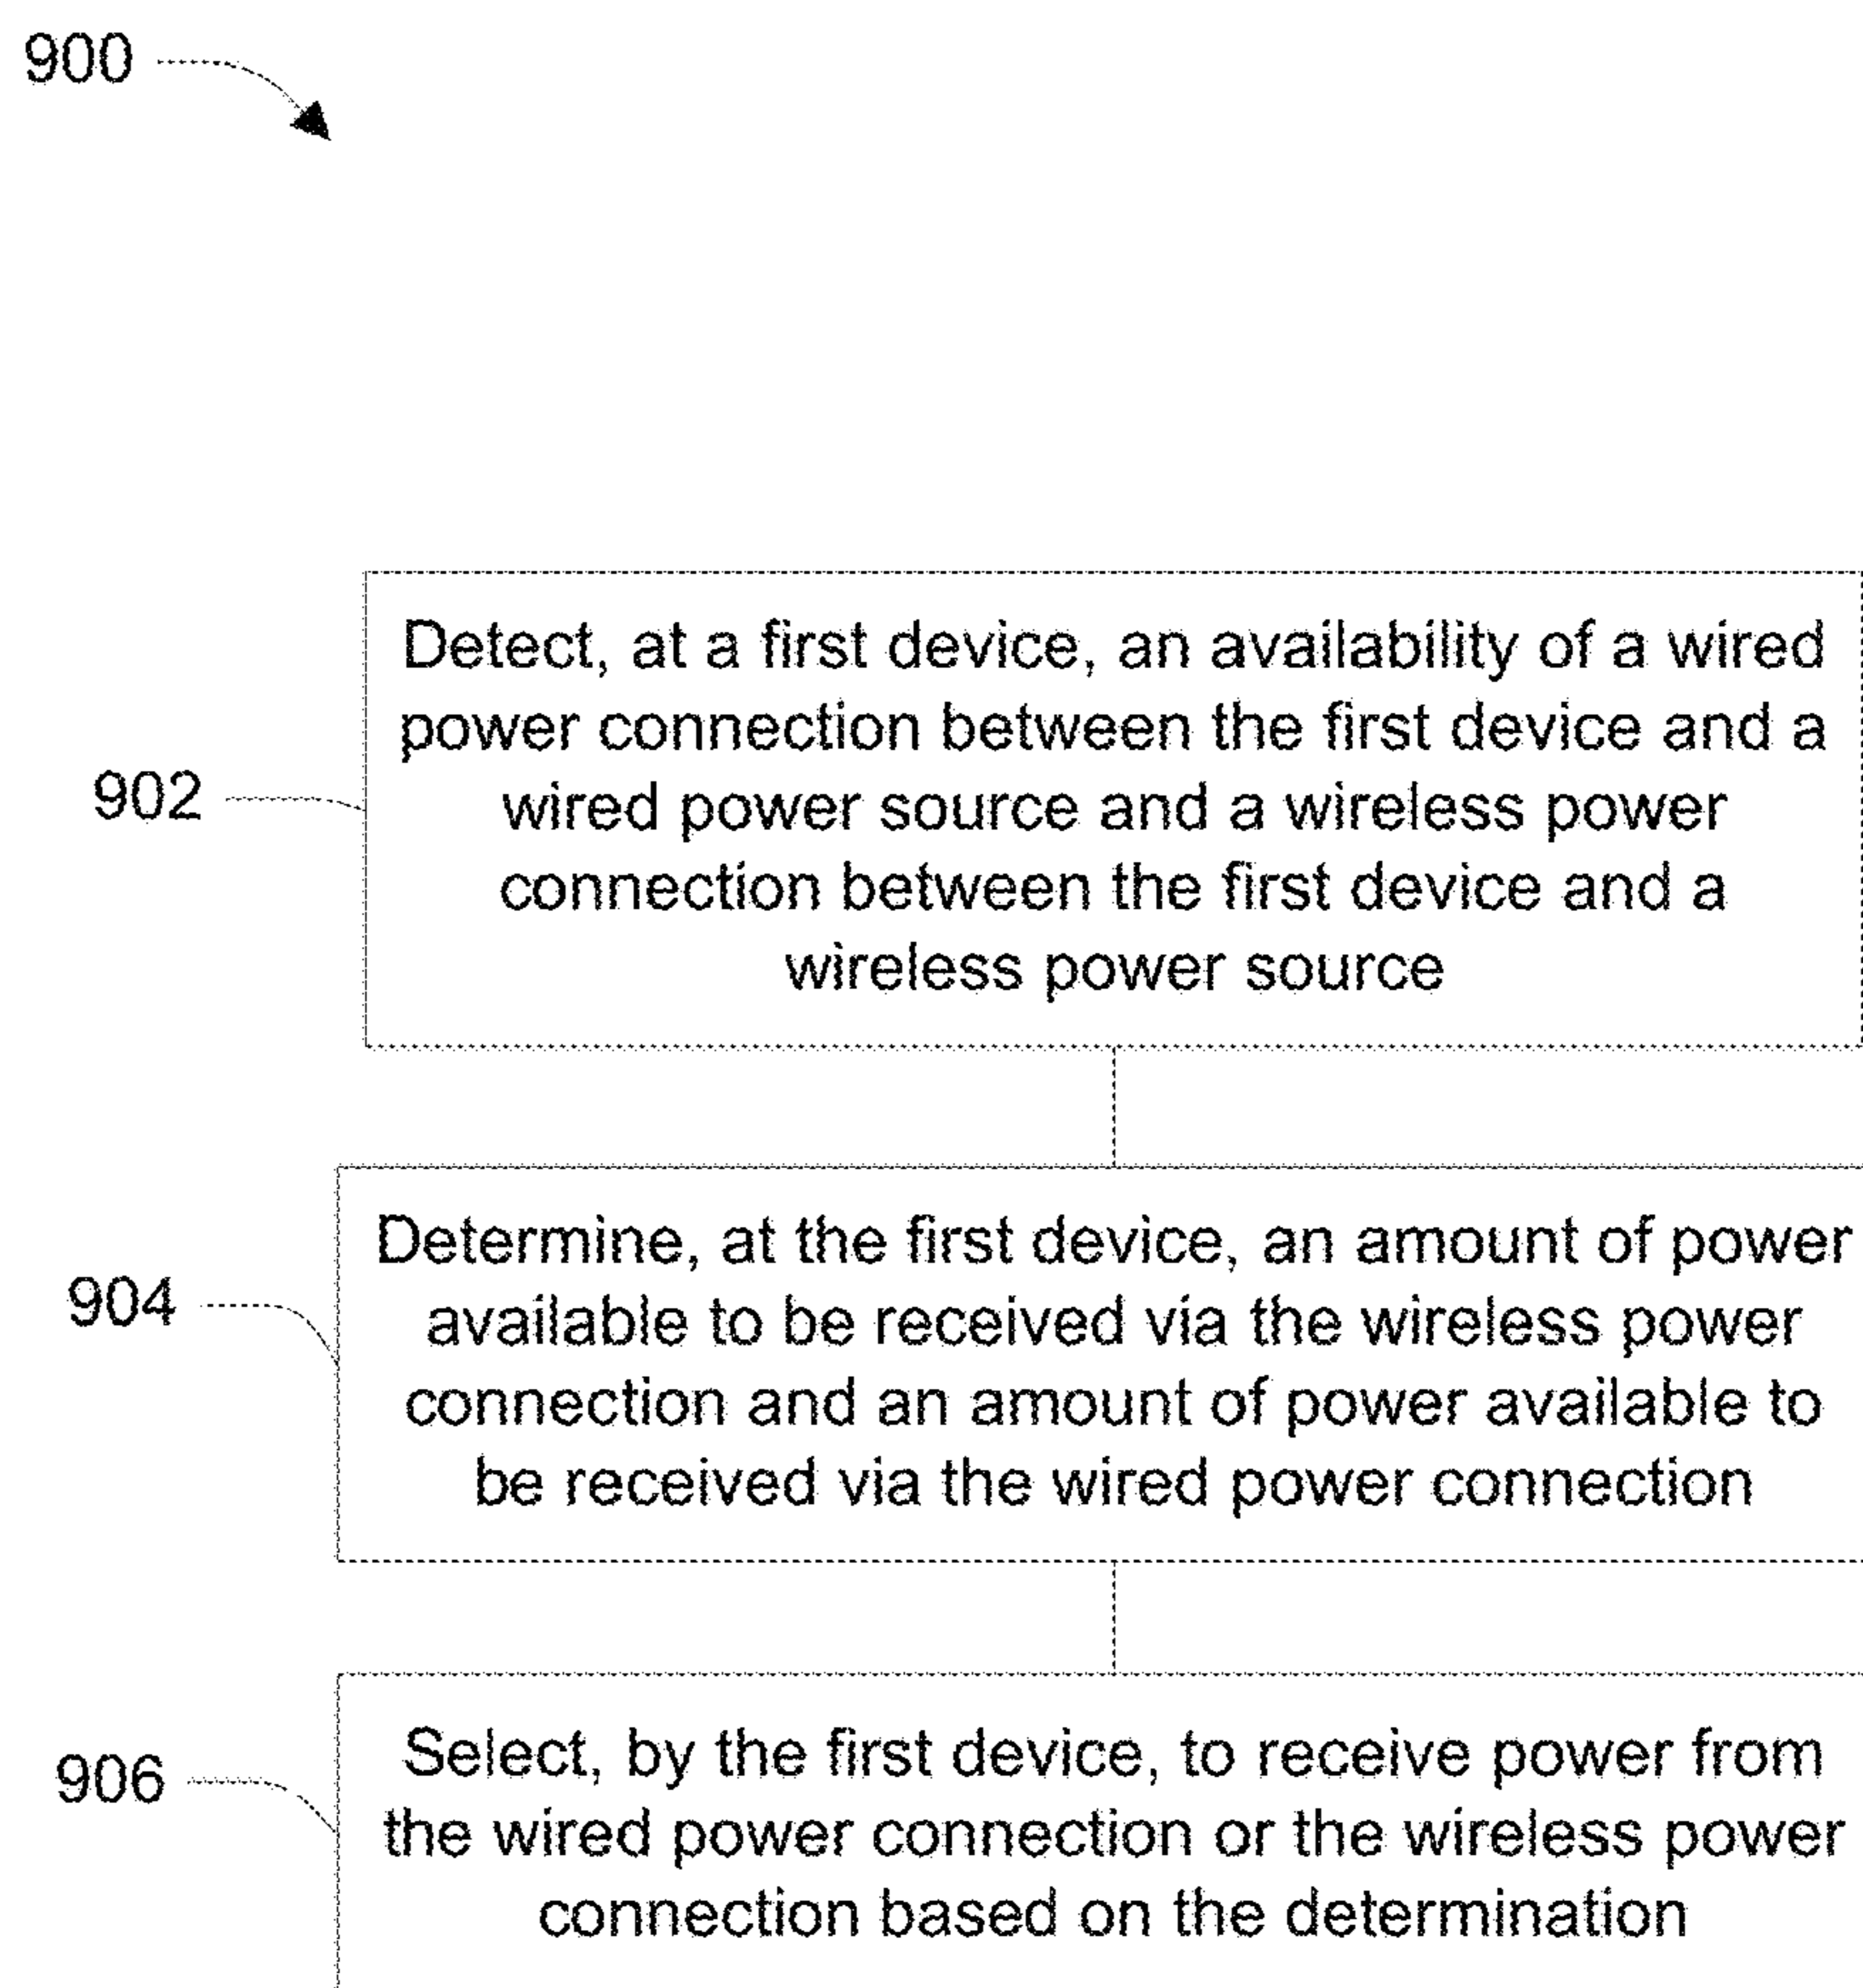 900
902
Detect, at a first device, an availability of a wired
power connection between the first device and a
wired power source and a wireless power
connection between the first device and a
wireless power source
904
Determine, at the first device, an amount of power
available to be received via the wireless power
connection and an amount of power available to
be received via the wired power connection
906
Select, by the first device, to receive power from
the wired power connection or the wireless power
connection based on the determination